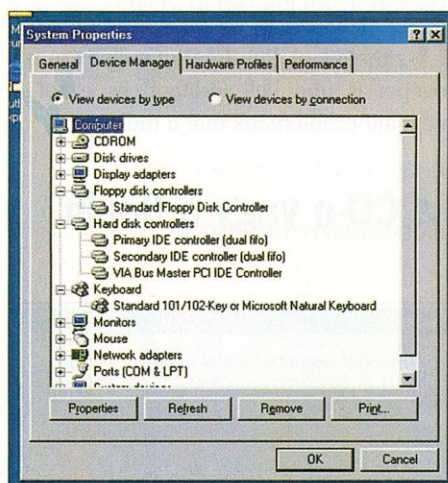 System Properties
General
Device Manager
Hardware Profiles
Performance
View devices by type
View devices by connection
Computer
CDROM
Disk drives
Display adapters
Floppy disk controllers
Standard Floppy Disk Controller
Hard disk controllers
Primary IDE controller (dual fifo)
Secondary IDE controller (dual fifo)
VIA Bus Master PCI IDE Controller
Keyboard
Standard 101/102-Key or Microsoft Natural Keyboard
Monitors
Mouse
Network adapters
Ports (COM & LPT)
System devices
Properties
Refresh
Remove
Print...
OK
Cancel